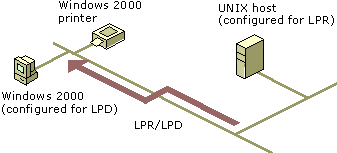 Windows 2000
printer
UNIX host
(configured for LPR)
Windows 2000
(configured for LPD)
LPR/LPD